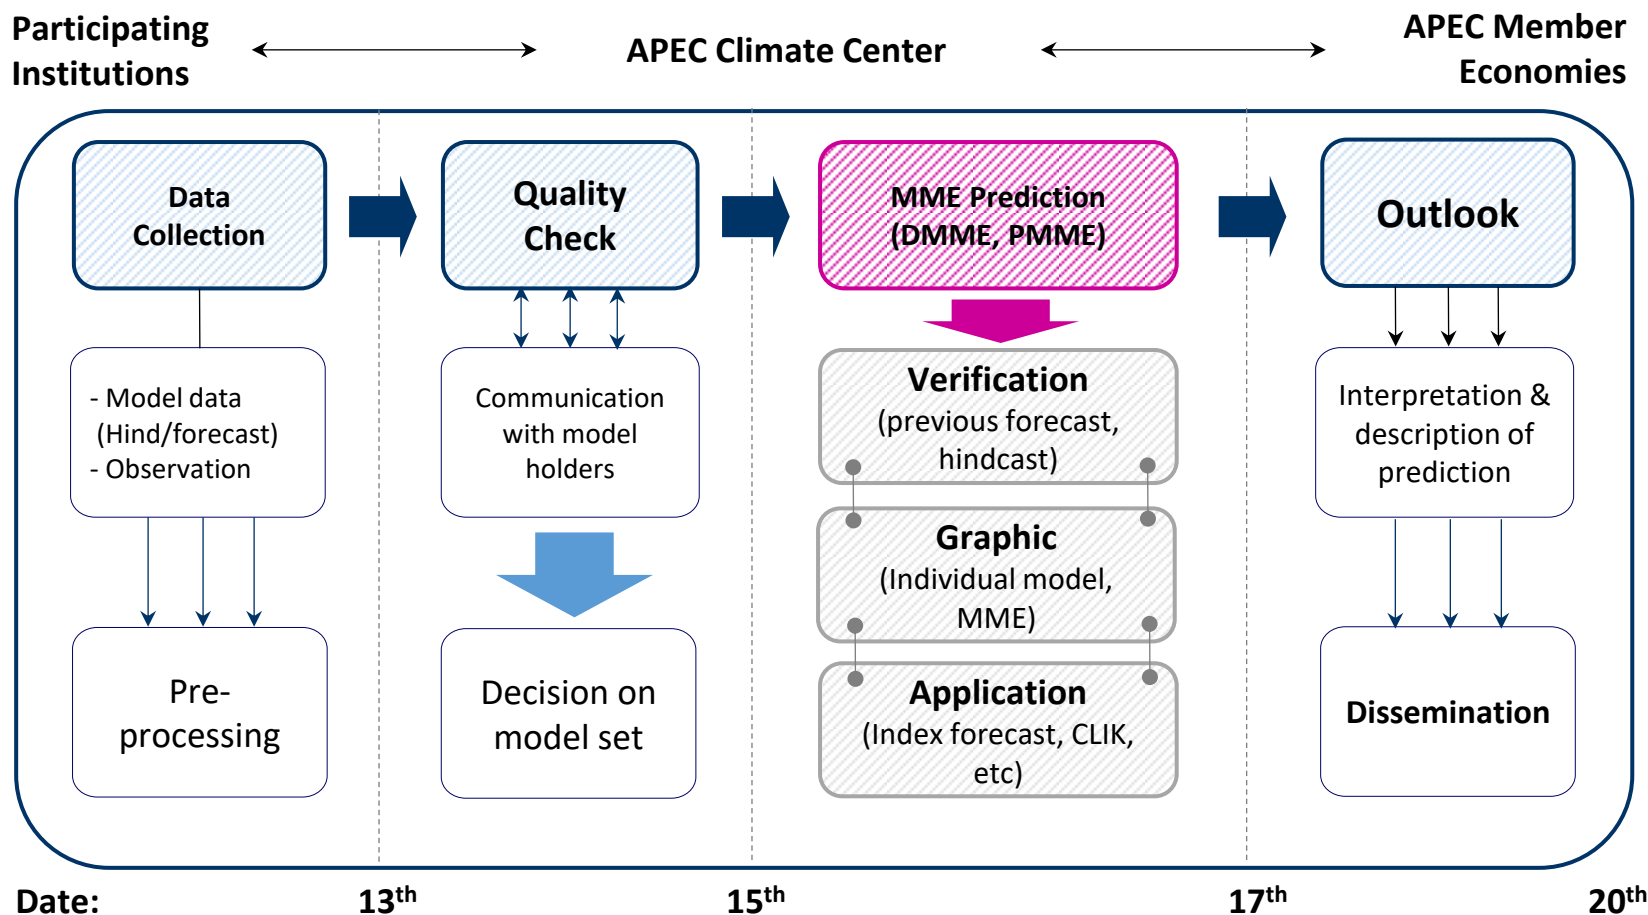 Participating
Institutions
APEC Climate Center
APEC Member
Economies
Data
Collection
- Model data
(Hind/forecast)
- Observation
Pre-
processing
Quality
Check
Communication
with model
holders
Decision on
model set
MME Prediction
(DMME, PMME)
Verification
(previous forecast,
hindcast)
Graphic
(Individual model,
MME)
Application
(Index forecast, CLIK,
etc)
Outlook
Interpretation &
description of
prediction
Dissemination
Date: 13th 15th 17th 20th